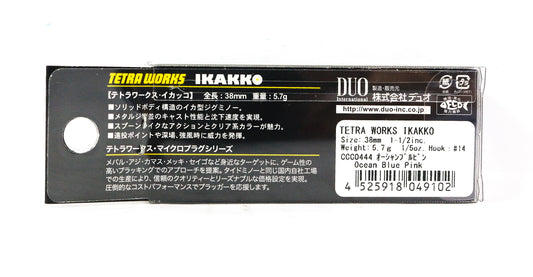 TETRA WORKS IKAKKO
【テトラワークス・イカッコ】 全長：38mm 重量：5.7g
■ソリッドボディ構造のイカ型ジグミノー。
■メタルジグ並のキャスト性能と沈下速度を実現。
■スプーンライクなアクションとクリア系カラーが魅力。
■遠投ポイントや深場、強風時に威力を発揮。
テトラワークス・マイクロプラグシリーズ
メバル・アジ・カマス・メッキ・セイゴなど身近なターゲットに、ゲーム性の
高いプラッキングでのアプローチを提案。タイドミノーと同じ国内自社工場
での生産により、信頼のクオリティーとリーズナブルな価格設定を実現。
圧倒的なコストパフォーマンスでプラッガーを応援します。
DUO
International
製造・販売元
株式会社デュオ
http://www.duo-inc.co.jp
TETRA WORKS IKAKKO
Size: 38mm 1-1/2inc.
Weight: 5.7g 1/5oz. Hook : #14
CCC0444 オーシャンブルピン
Ocean Blue Pink
4 525918 049102